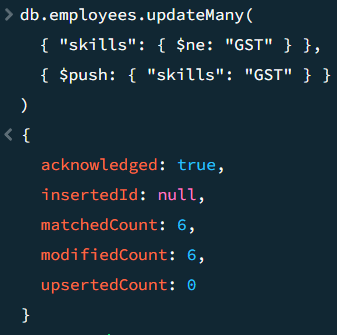 > db.employees.updateMany(
{ "skills": { $ne: "GST" } },
{ $push: { "skills": "GST" } }
)
< {
acknowledged: true,
insertedId: null,
matchedCount: 6,
modifiedCount: 6,
upsertedCount: 0
}